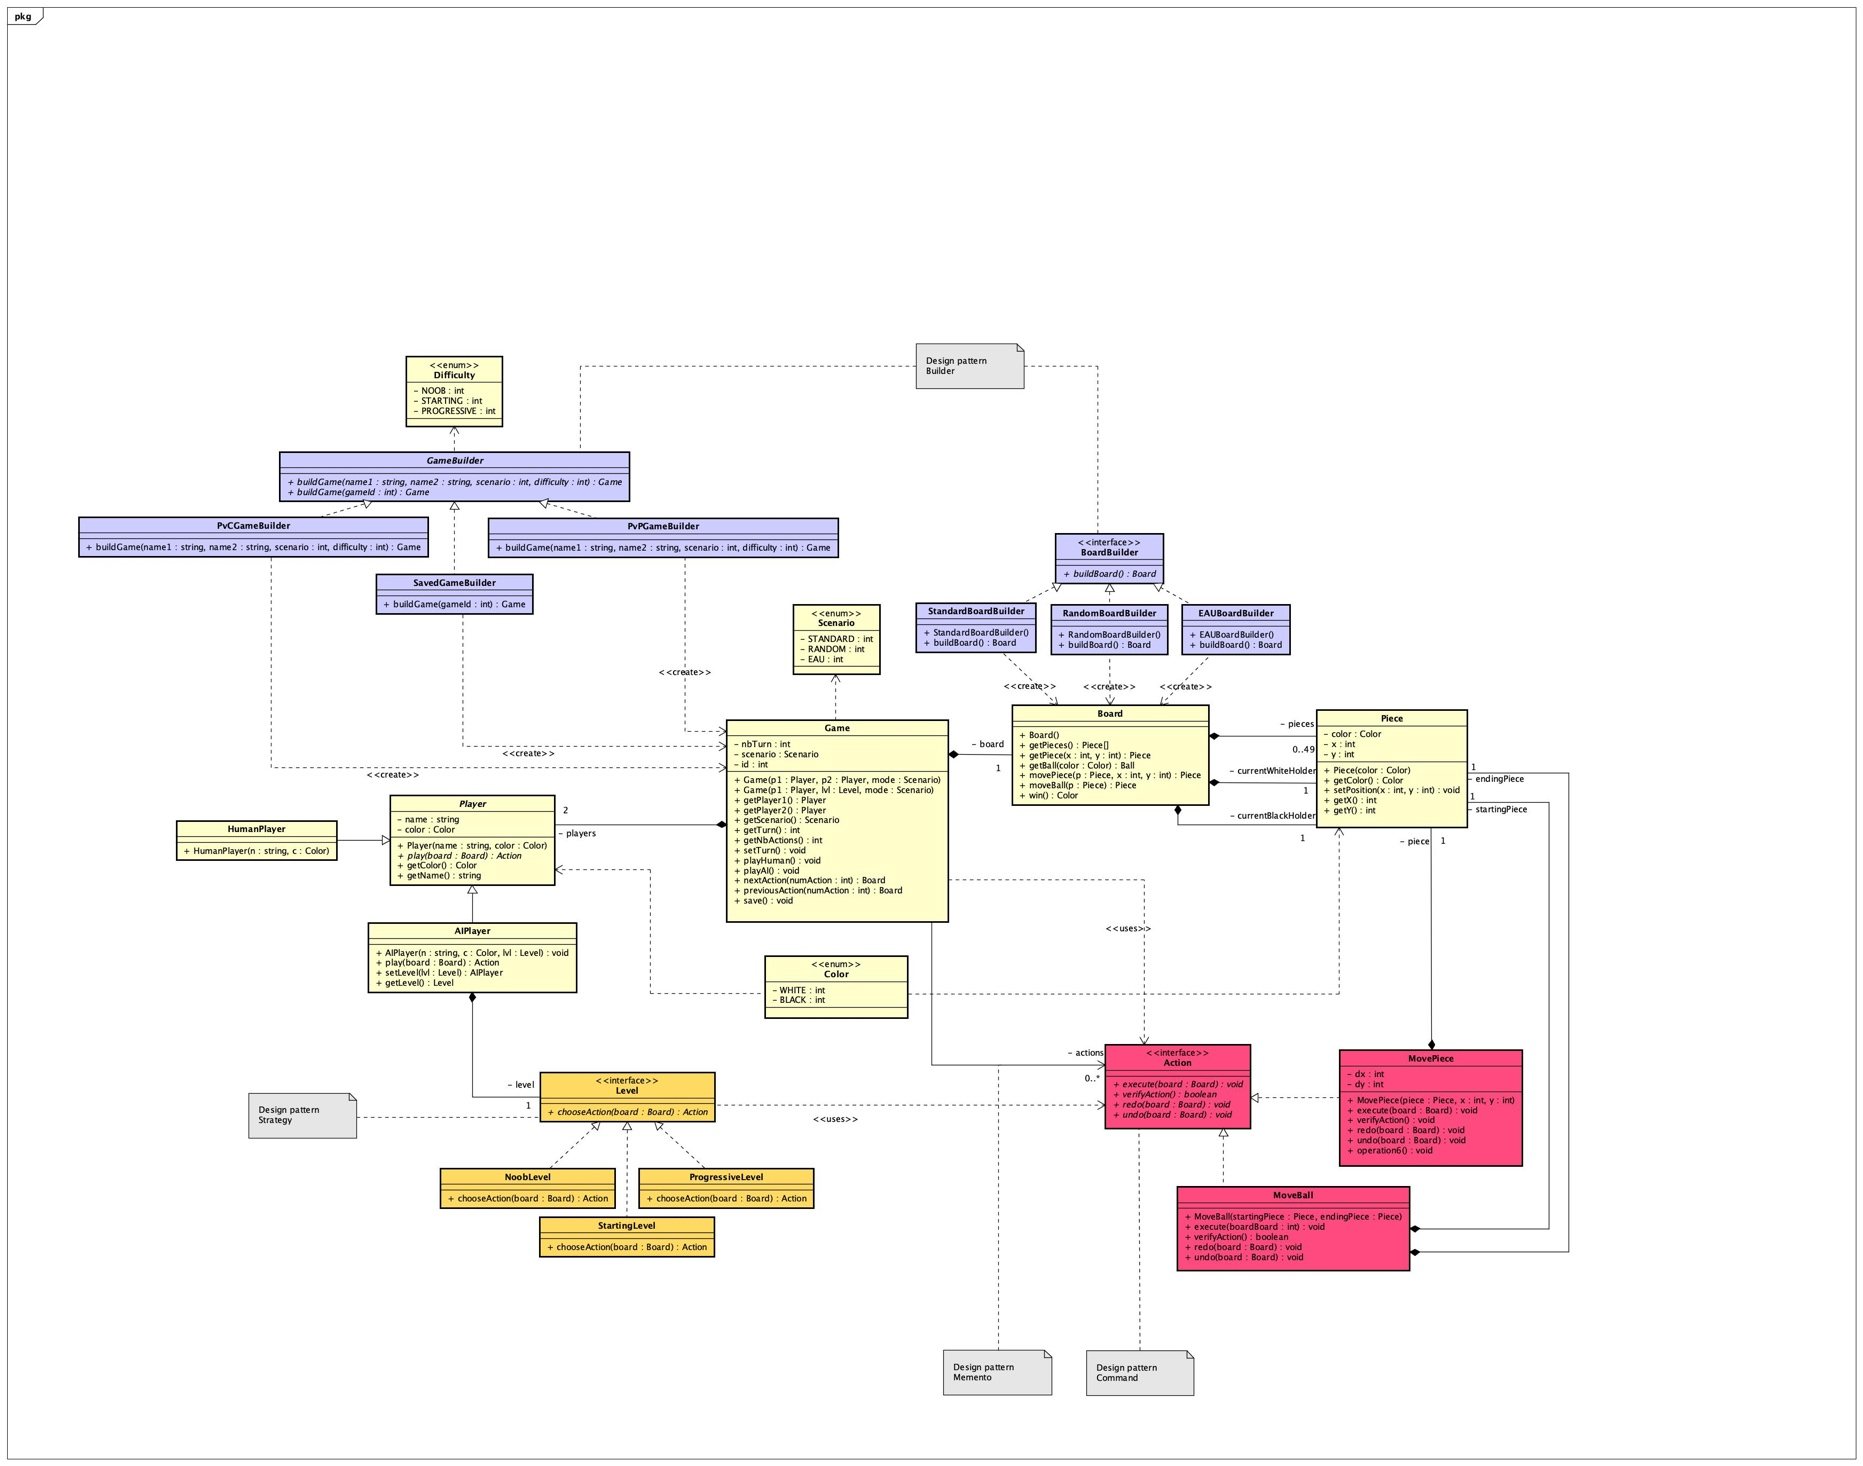 pkg
Design pattern
Builder
<<enum>>
Difficulty
− NOOB : int
− STARTING : int
− PROGRESSIVE : int
GameBuilder
+ buildGame(name1 : string, name2 : string, scenario : int, difficulty : int) : Game
+ buildGame(gameId : int) : Game
PvCGameBuilder
+ buildGame(name1 : string, name2 : string, scenario : int, difficulty : int) : Game
PvPGameBuilder
+ buildGame(name1 : string, name2 : string, scenario : int, difficulty : int) : Game
SavedGameBuilder
+ buildGame(gameId : int) : Game
<<interface>>
BoardBuilder
+ buildBoard() : Board
StandardBoardBuilder
+ StandardBoardBuilder()
+ buildBoard() : Board
RandomBoardBuilder
+ RandomBoardBuilder()
+ buildBoard() : Board
EAUBoardBuilder
+ EAUBoardBuilder()
+ buildBoard() : Board
<<enum>>
Scenario
− STANDARD : int
− RANDOM : int
− EAU : int
<<create>>
<<create>>
<<create>>
<<create>>
<<create>>
<<create>>
Game
− nbTurn : int
− scenario : Scenario
− id : int
+ Game(p1 : Player, p2 : Player, mode : Scenario)
+ Game(p1 : Player, lvl : Level, mode : Scenario)
+ getPlayer1() : Player
+ getPlayer2() : Player
+ getScenario() : Scenario
+ getTurn() : int
+ getNbActions() : int
+ setTurn() : void
+ playHuman() : void
+ playAI() : void
+ nextAction(numAction : int) : Board
+ previousAction(numAction : int) : Board
+ save() : void
− board
1
Board
+ Board()
+ getPieces() : Piece[]
+ getPiece(x : int, y : int) : Piece
+ getBall(color : Color) : Ball
+ movePiece(p : Piece, x : int, y : int) : Piece
+ moveBall(p : Piece) : Piece
+ win() : Color
− pieces
0..49
− currentWhiteHolder
1
− currentBlackHolder
1
Piece
− color : Color
− x : int
− y : int
+ Piece(color : Color)
+ getColor() : Color
+ setPosition(x : int, y : int) : void
+ getX() : int
+ getY() : int
1
− endingPiece
1
− startingPiece
− piece
1
Player
− name : string
− color : Color
+ Player(name : string, color : Color)
+ play(board : Board) : Action
+ getColor() : Color
+ getName() : string
2
− players
HumanPlayer
+ HumanPlayer(n : string, c : Color)
AIPlayer
+ AIPlayer(n : string, c : Color, lvl : Level) : void
+ play(board : Board) : Action
+ setLevel(lvl : Level) : AIPlayer
+ getLevel() : Level
<<enum>>
Color
− WHITE : int
− BLACK : int
<<uses>>
− actions
0..*
<<interface>>
Action
+ execute(board : Board) : void
+ verifyAction() : boolean
+ redo(board : Board) : void
+ undo(board : Board) : void
MovePiece
− dx : int
− dy : int
+ MovePiece(piece : Piece, x : int, y : int)
+ execute(board : Board) : void
+ verifyAction() : void
+ redo(board : Board) : void
+ undo(board : Board) : void
+ operation6() : void
− level
1
<<interface>>
Level
+ chooseAction(board : Board) : Action
Design pattern
Strategy
<<uses>>
NoobLevel
+ chooseAction(board : Board) : Action
ProgressiveLevel
+ chooseAction(board : Board) : Action
StartingLevel
+ chooseAction(board : Board) : Action
MoveBall
+ MoveBall(startingPiece : Piece, endingPiece : Piece)
+ execute(boardBoard : int) : void
+ verifyAction() : boolean
+ redo(board : Board) : void
+ undo(board : Board) : void
Design pattern
Memento
Design pattern
Command